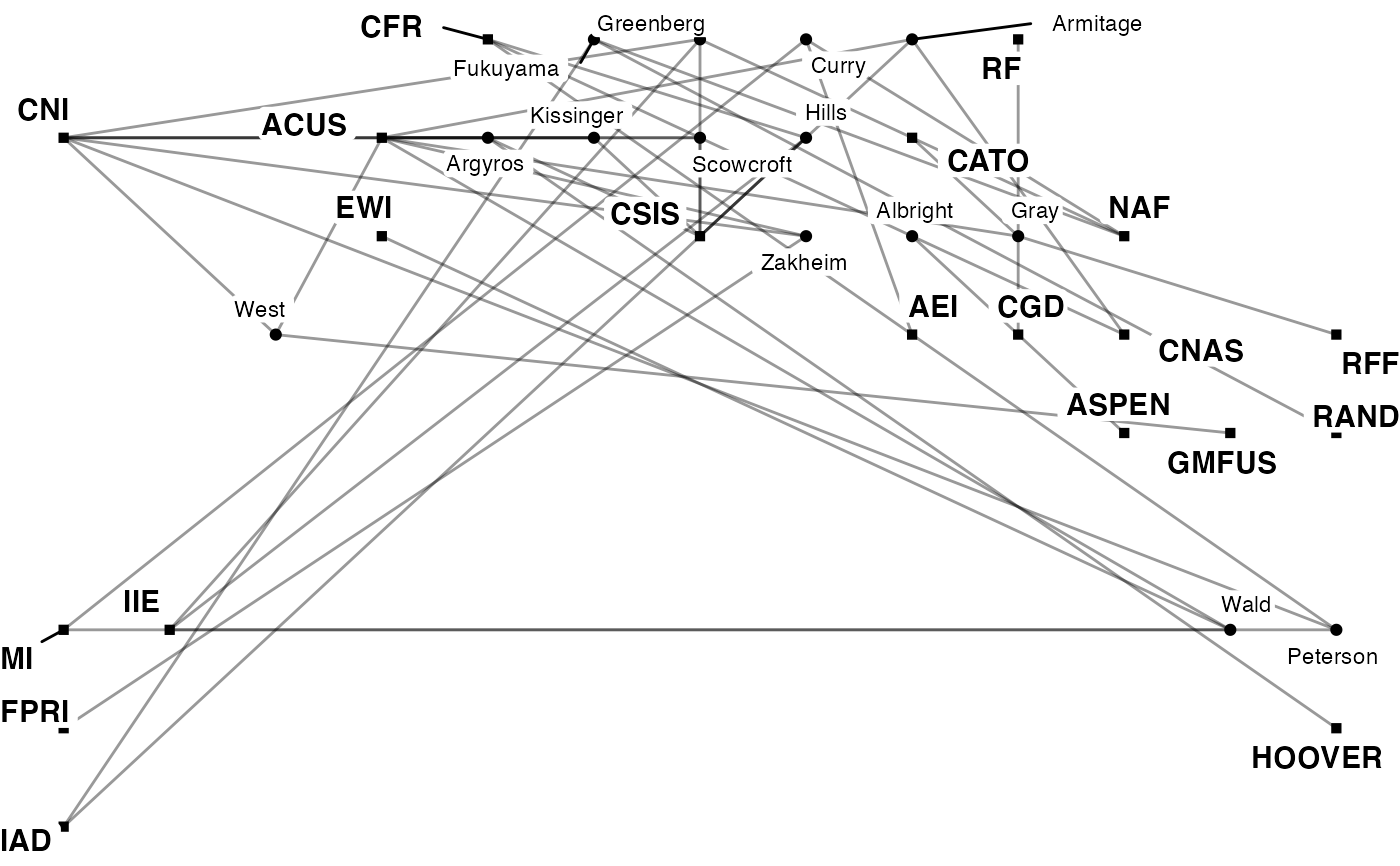 CFR
Greenberg
Armitage
Fukuyama
Curry
RF
CNI
ACUS
Kissinger
Hills
Argyros
Scowcroft
CATO
EWI
CSIS
Albright
Gray
NAF
Zakheim
West
AEI
CGD
CNAS
RFF
ASPEN
RAND
GMFUS
IIE
Wald
MI
Peterson
FPRI
HOOVER
IAD